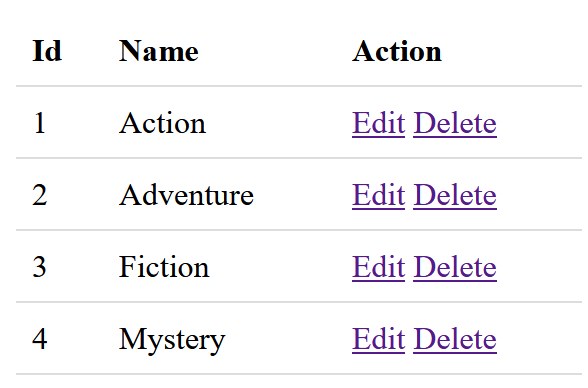 Id Name Action
1 Action Edit Delete
2 Adventure Edit Delete
3 Fiction Edit Delete
4 Mystery Edit Delete